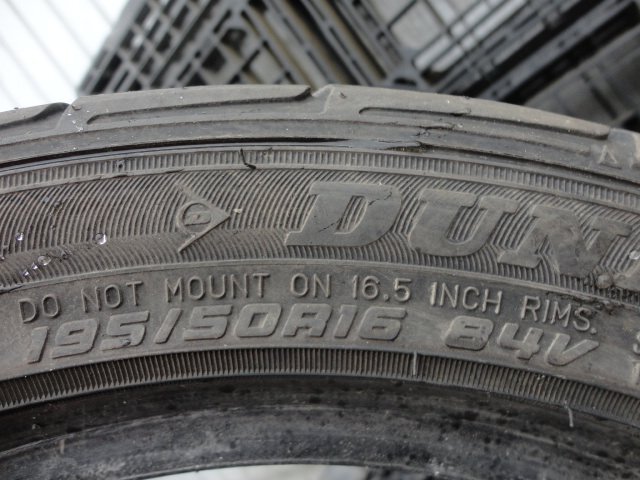 DUN
DO NOT MOUNT ON 16.5 INCH RIMS.
195/50R16 84V